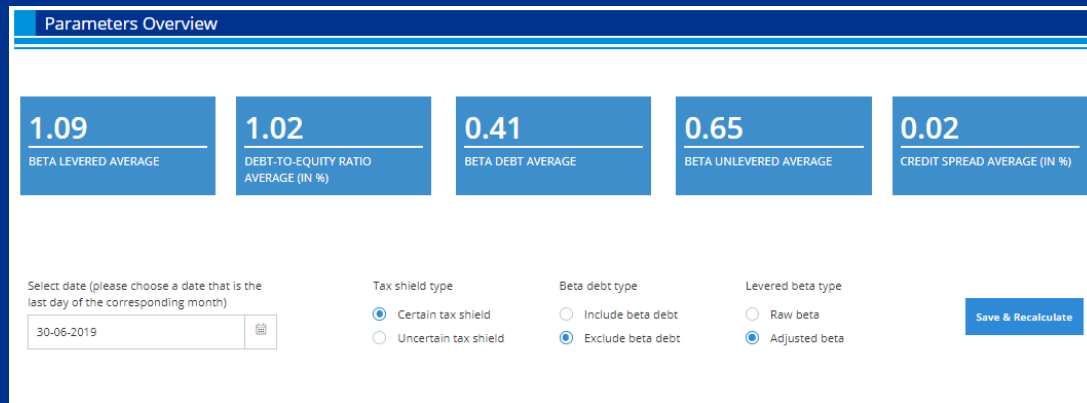 Parameters Overview
1.09
BETA LEVERED AVERAGE
1.02
DEBT-TO-EQUITY RATIO
AVERAGE (IN %)
0.41
BETA DEBT AVERAGE
0.65
BETA UNLEVERED AVERAGE
0.02
CREDIT SPREAD AVERAGE (IN %)
Select date (please choose a date that is the
last day of the corresponding month)
30-06-2019
Tax shield type
Certain tax shield
Uncertain tax shield
Beta debt type
Include beta debt
Exclude beta debt
Levered beta type
Raw beta
Adjusted beta
Save & Recalculate